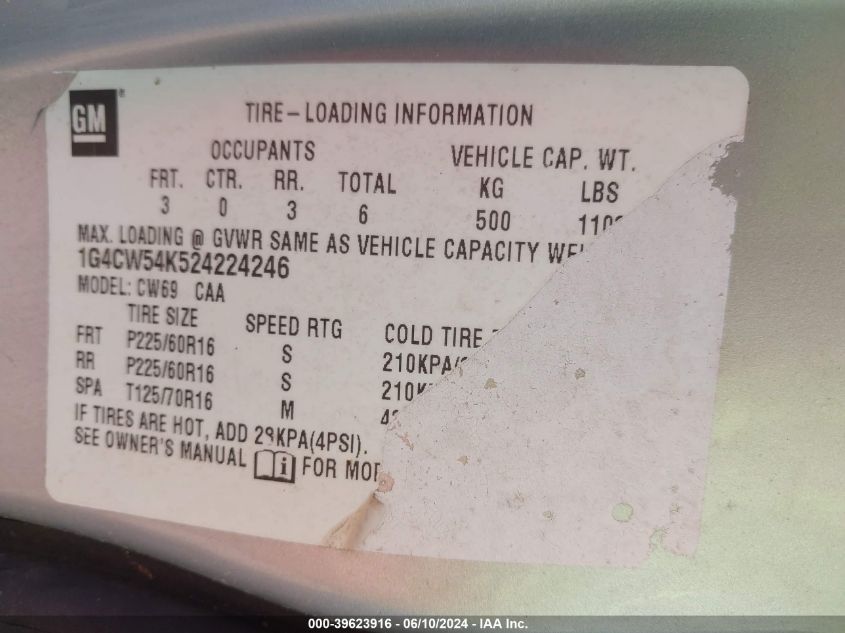 GM
TIRE-LOADING INFORMATION
OCCUPANTS VEHICLE CAP. WT.
FRT. CTR. RR. TOTAL KG LBS
3 0 3 6 500
MAX. LOADING @ GVWR SAME AS VEHICLE CAPACITY
1G4CW54K524224246
MODEL: CW69 CAA
TIRE SIZE SPEED RTG COLD TIRE
FRT P225/60R16 S 210KPA/
RR P225/60R16 S
SPA T125/70R16 M
IF TIRES ARE HOT, ADD 28KPA(4PSI).
SEE OWNER'S MANUAL FOR
000-39623916 - 06/10/2024 - IAA Inc.